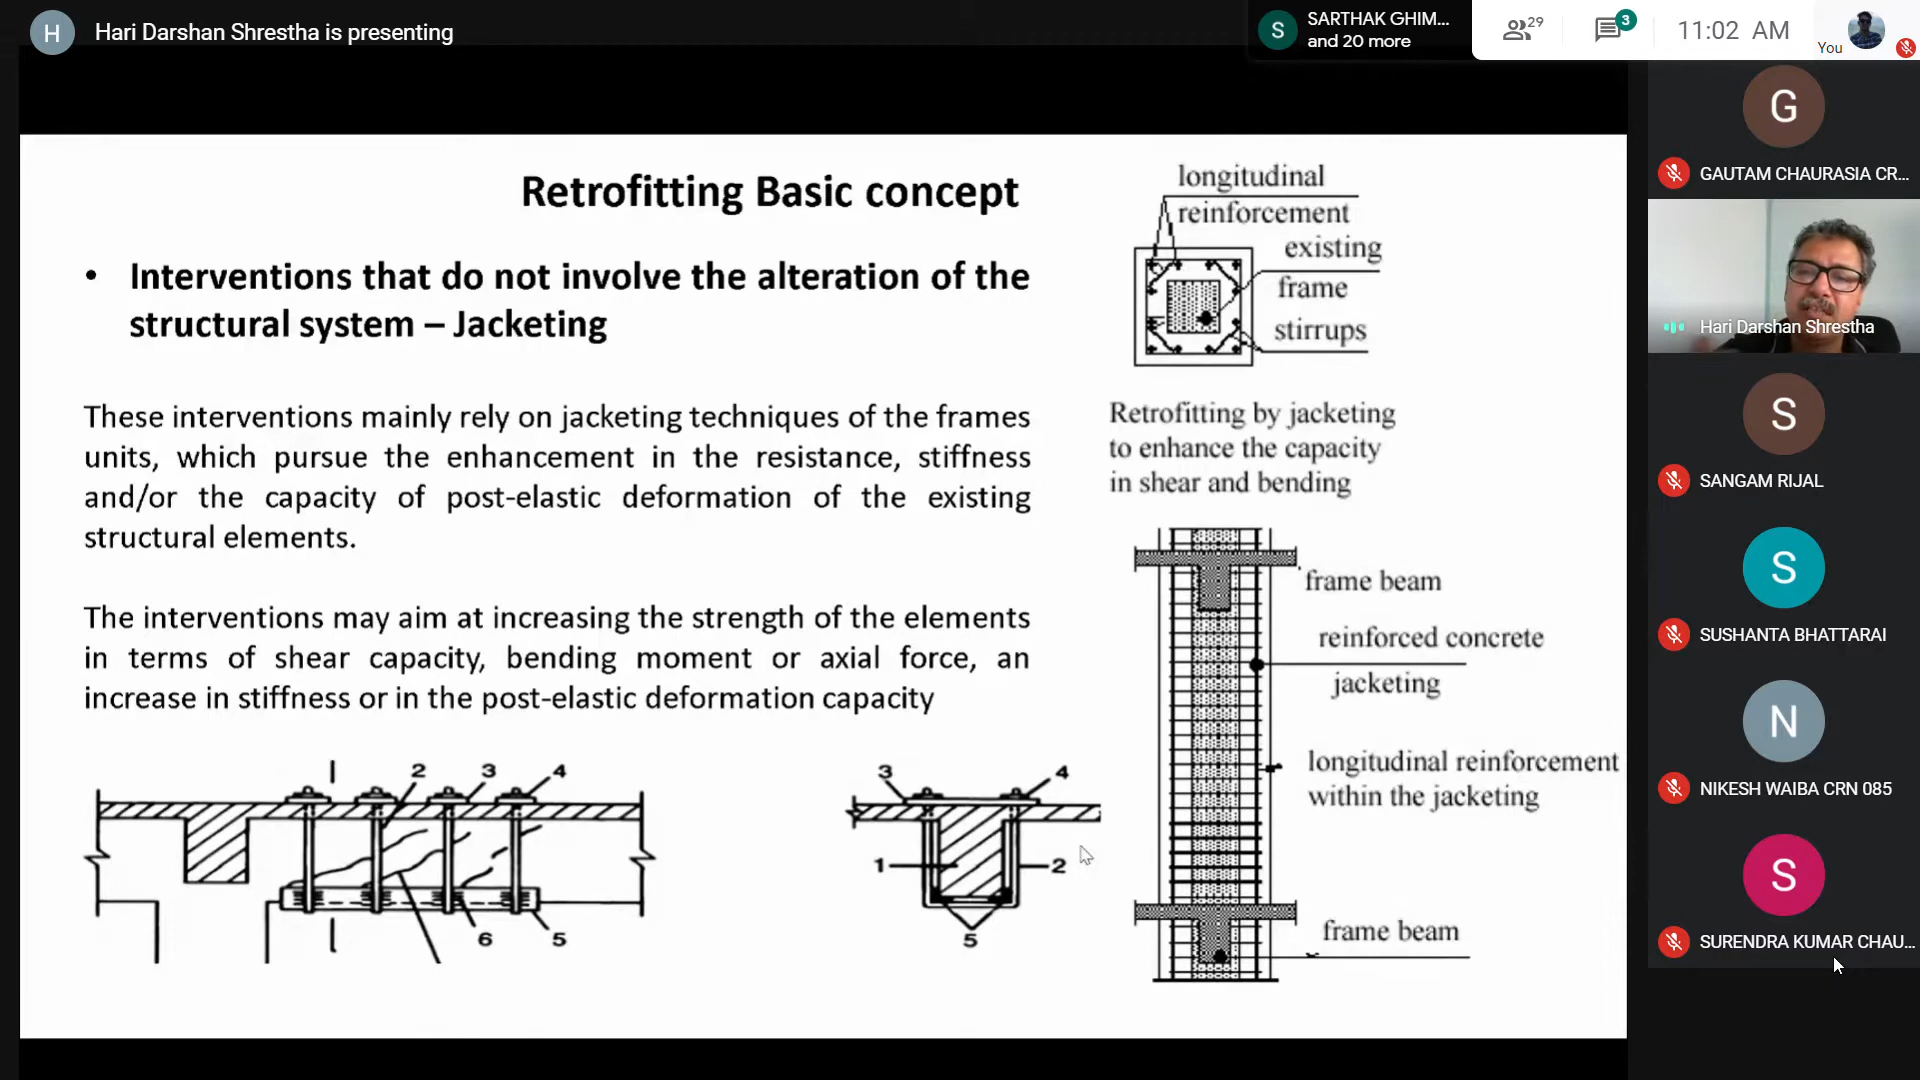 H
Hari Darshan Shrestha is presenting
S
SARTHAK GHIM...
and 20 more
29
3
11:02 AM
You
Retrofitting Basic concept
• Interventions that do not involve the alteration of the
structural system – Jacketing
These interventions mainly rely on jacketing techniques of the frames
units, which pursue the enhancement in the resistance, stiffness
and/or the capacity of post-elastic deformation of the existing
structural elements.
The interventions may aim at increasing the strength of the elements
in terms of shear capacity, bending moment or axial force, an
increase in stiffness or in the post-elastic deformation capacity
2 3 4
6 5
3 4
1 2
5
longitudinal
reinforcement
existing
frame
stirrups
Retrofitting by jacketing
to enhance the capacity
in shear and bending
frame beam
reinforced concrete
jacketing
longitudinal reinforcement
within the jacketing
frame beam
G
GAUTAM CHAURASIA CR...
Hari Darshan Shrestha
S
SANGAM RIJAL
S
SUSHANTA BHATTARAI
N
NIKESH WAIBA CRN 085
S
SURENDRA KUMAR CHAU...